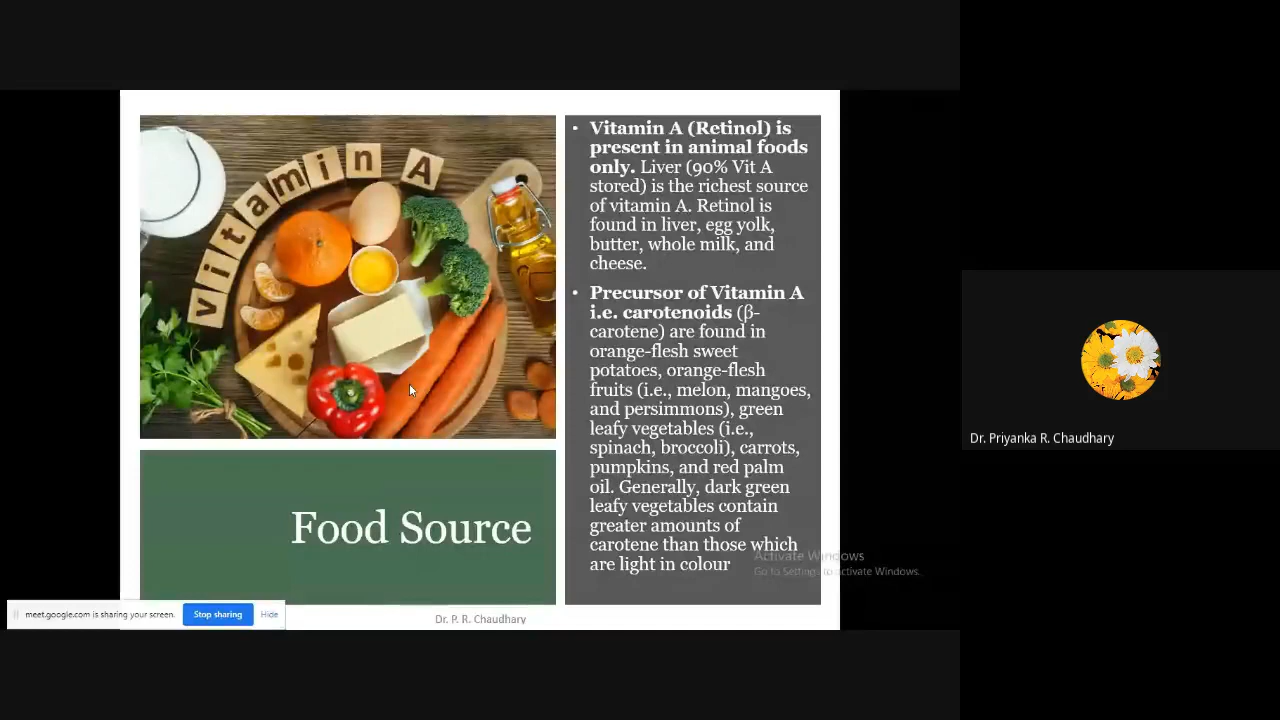 vitamin A
• Vitamin A (Retinol) is
present in animal foods
only. Liver (90% Vit A
stored) is the richest source
of vitamin A. Retinol is
found in liver, egg yolk,
butter, whole milk, and
cheese.
• Precursor of Vitamin A
i.e. carotenoids (β-
carotene) are found in
orange-flesh sweet
potatoes, orange-flesh
fruits (i.e., melon, mangoes,
and persimmons), green
leafy vegetables (i.e.,
spinach, broccoli), carrots,
pumpkins, and red palm
oil. Generally, dark green
leafy vegetables contain
greater amounts of
carotene than those which
are light in colour
Food Source
Activate Windows
Go to Settings to activate Windows.
meet.google.com is sharing your screen.
Stop sharing
Hide
Dr. P. R. Chaudhary
Dr. Priyanka R. Chaudhary